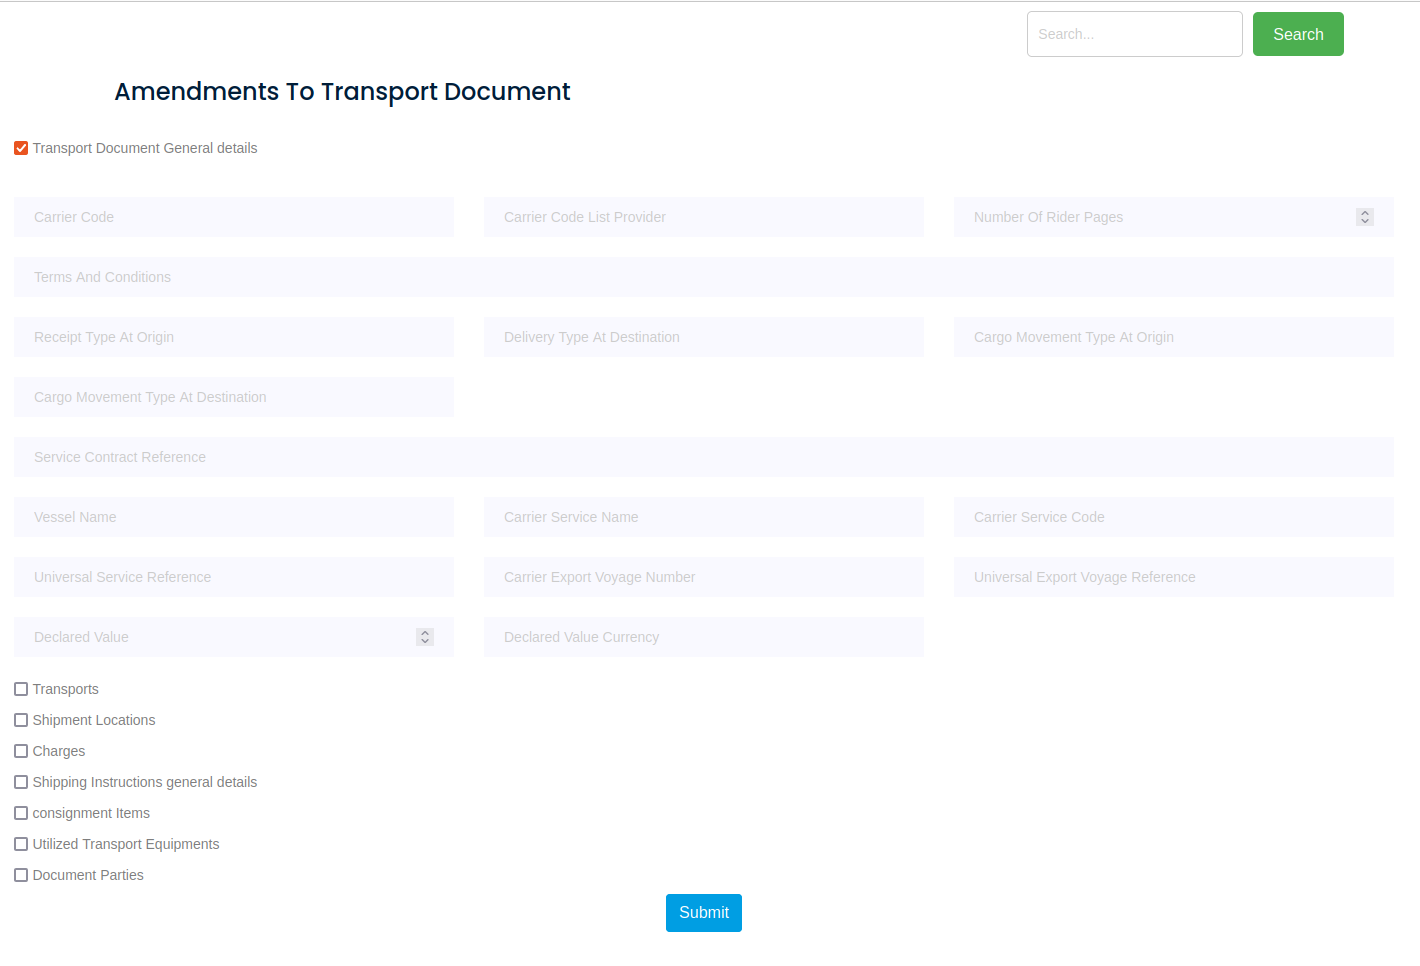 Search... Search
Amendments To Transport Document
Transport Document General details
Carrier Code Carrier Code List Provider Number Of Rider Pages
Terms And Conditions
Receipt Type At Origin Delivery Type At Destination Cargo Movement Type At Origin
Cargo Movement Type At Destination
Service Contract Reference
Vessel Name Carrier Service Name Carrier Service Code
Universal Service Reference Carrier Export Voyage Number Universal Export Voyage Reference
Declared Value Declared Value Currency
Transports
Shipment Locations
Charges
Shipping Instructions general details
consignment Items
Utilized Transport Equipments
Document Parties
Submit